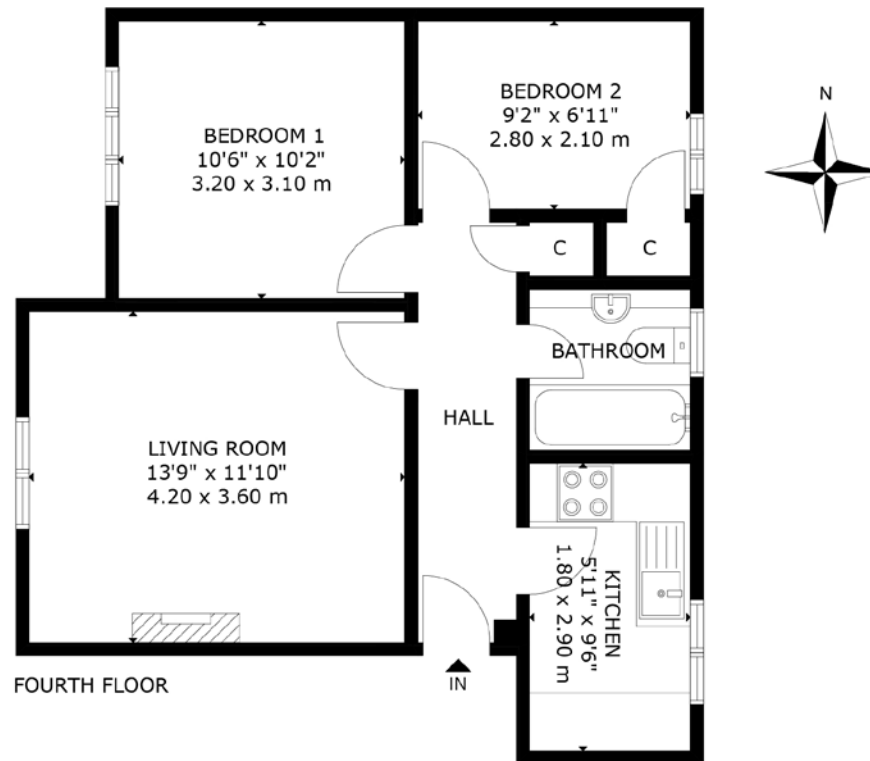 BEDROOM 1
10'6" x 10'2"
3.20 x 3.10 m
BEDROOM 2
9'2" x 6'11"
2.80 x 2.10 m
N
C
C
BATHROOM
HALL
LIVING ROOM
13'9" x 11'10"
4.20 x 3.60 m
KITCHEN
5'11" x 9'6"
1.80 x 2.90 m
FOURTH FLOOR
IN